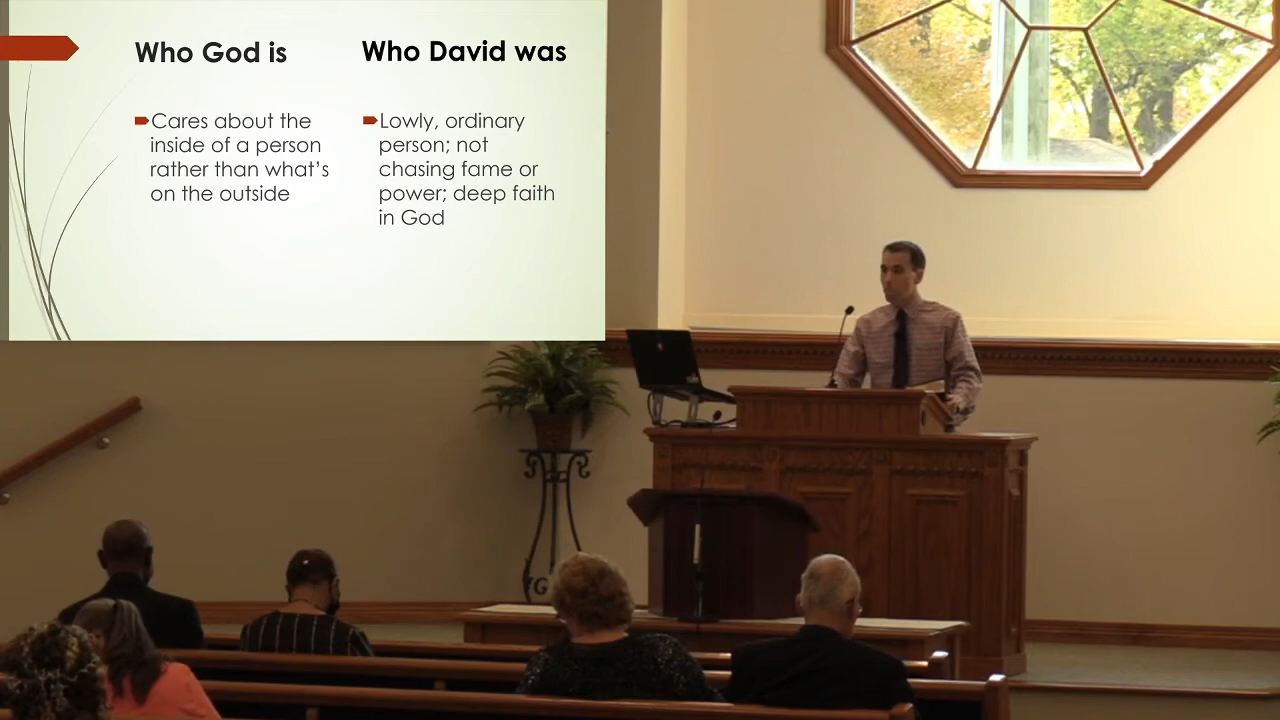 Who God is
Cares about the
inside of a person
rather than what's
on the outside
Who David was
Lowly, ordinary
person; not
chasing fame or
power; deep faith
in God